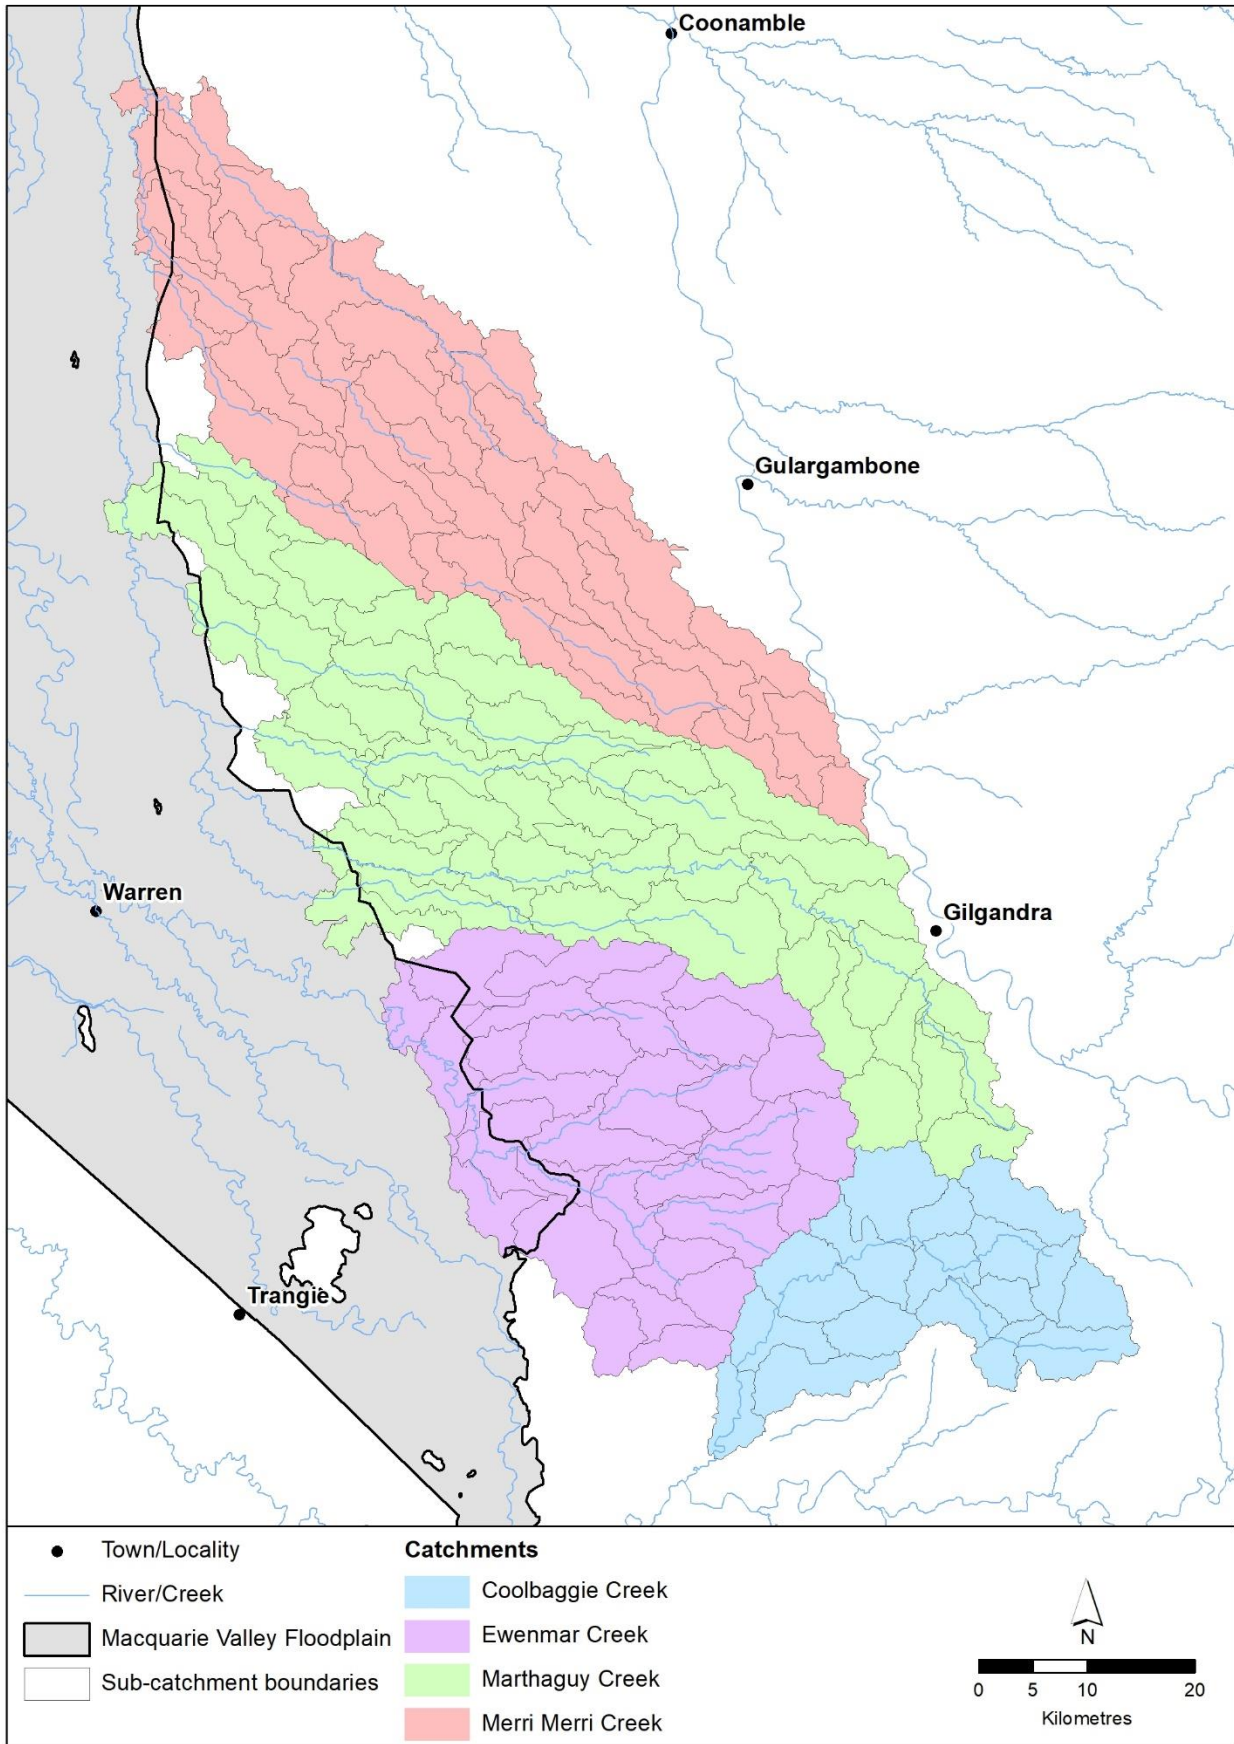 Coonamble
Gulargambone
Warren
Gilgandra
Trangie
Town/Locality
River/Creek
Macquarie Valley Floodplain
Sub-catchment boundaries
Catchments
Coolbaggie Creek
Ewenmar Creek
Marthaguy Creek
Merri Merri Creek
N
0 5 10 20
Kilometres